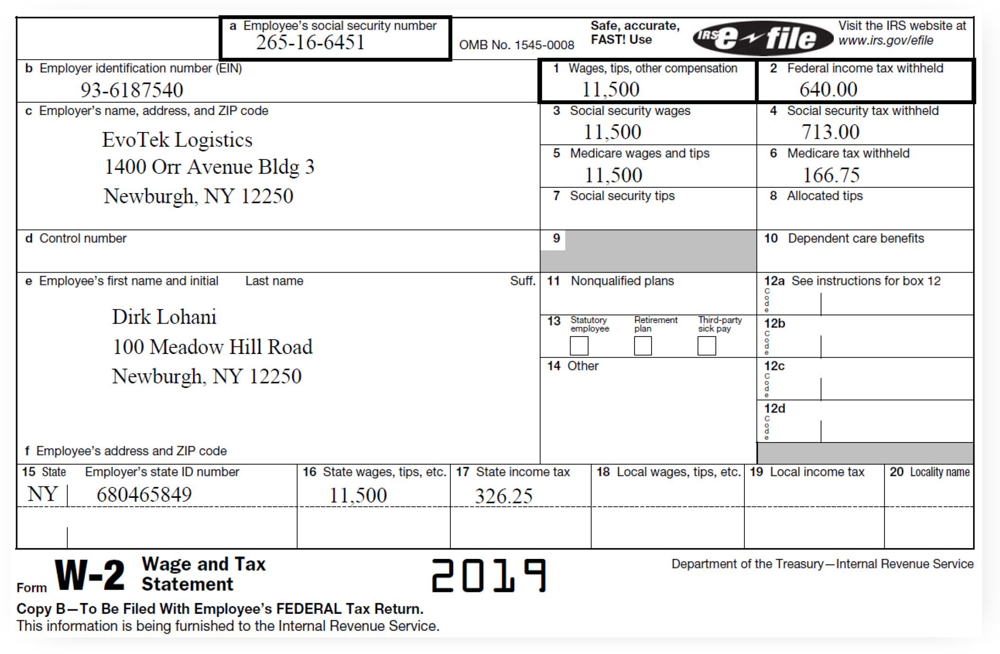 a Employee's social security number
265-16-6451
OMB No. 1545-0008
Safe, accurate,
FAST! Use
IRS e-file
Visit the IRS website at
www.irs.gov/efile
b Employer identification number (EIN)
93-6187540
1 Wages, tips, other compensation
11,500
2 Federal income tax withheld
640.00
c Employer's name, address, and ZIP code
EvoTek Logistics
1400 Orr Avenue Bldg 3
Newburgh, NY 12250
3 Social security wages
11,500
4 Social security tax withheld
713.00
5 Medicare wages and tips
11,500
6 Medicare tax withheld
166.75
7 Social security tips
8 Allocated tips
d Control number
9
10 Dependent care benefits
e Employee's first name and initial Last name Suff.
Dirk Lohani
100 Meadow Hill Road
Newburgh, NY 12250
f Employee's address and ZIP code
11 Nonqualified plans
12a See instructions for box 12
Code
13 Statutory employee Retirement plan Third-party sick pay
12b
Code
14 Other
12c
Code
12d
Code
15 State Employer's state ID number
NY 680465849
16 State wages, tips, etc.
11,500
17 State income tax
326.25
18 Local wages, tips, etc.
19 Local income tax
20 Locality name
Form W-2 Wage and Tax
Statement
2019
Department of the Treasury—Internal Revenue Service
Copy B—To Be Filed With Employee's FEDERAL Tax Return.
This information is being furnished to the Internal Revenue Service.